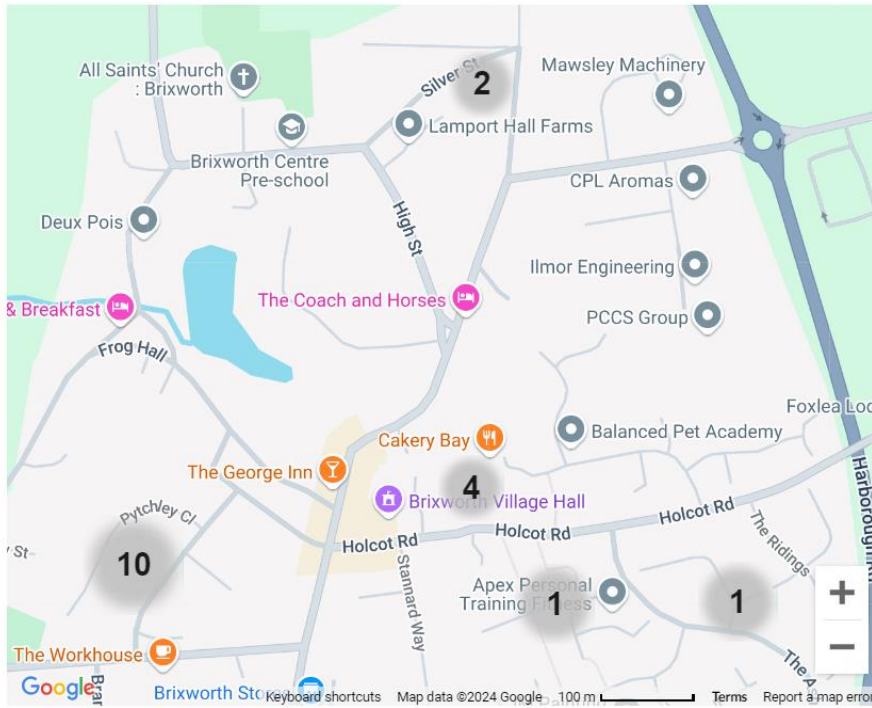 All Saints' Church
: Brixworth
Silver St
2
Mawsley Machinery
Lamport Hall Farms
Brixworth Centre
Pre-school
CPL Aromas
Deux Pois
High St
Ilmor Engineering
The Coach and Horses
& Breakfast
PCCS Group
Frog Hall
Foxlea Lod
Cakery Bay
Balanced Pet Academy
The George Inn
4
Brixworth Village Hall
Harborough Rd
Pytchley Cl
Holcot Rd
Holcot Rd
Holcot Rd
The Ridings
y St
10
Stannard Way
Apex Personal
Training Fitness
1
1
+
−
The Workhouse
The A
Google
Brixworth Sto
Keyboard shortcuts
Map data ©2024 Google
100 m
Terms
Report a map error